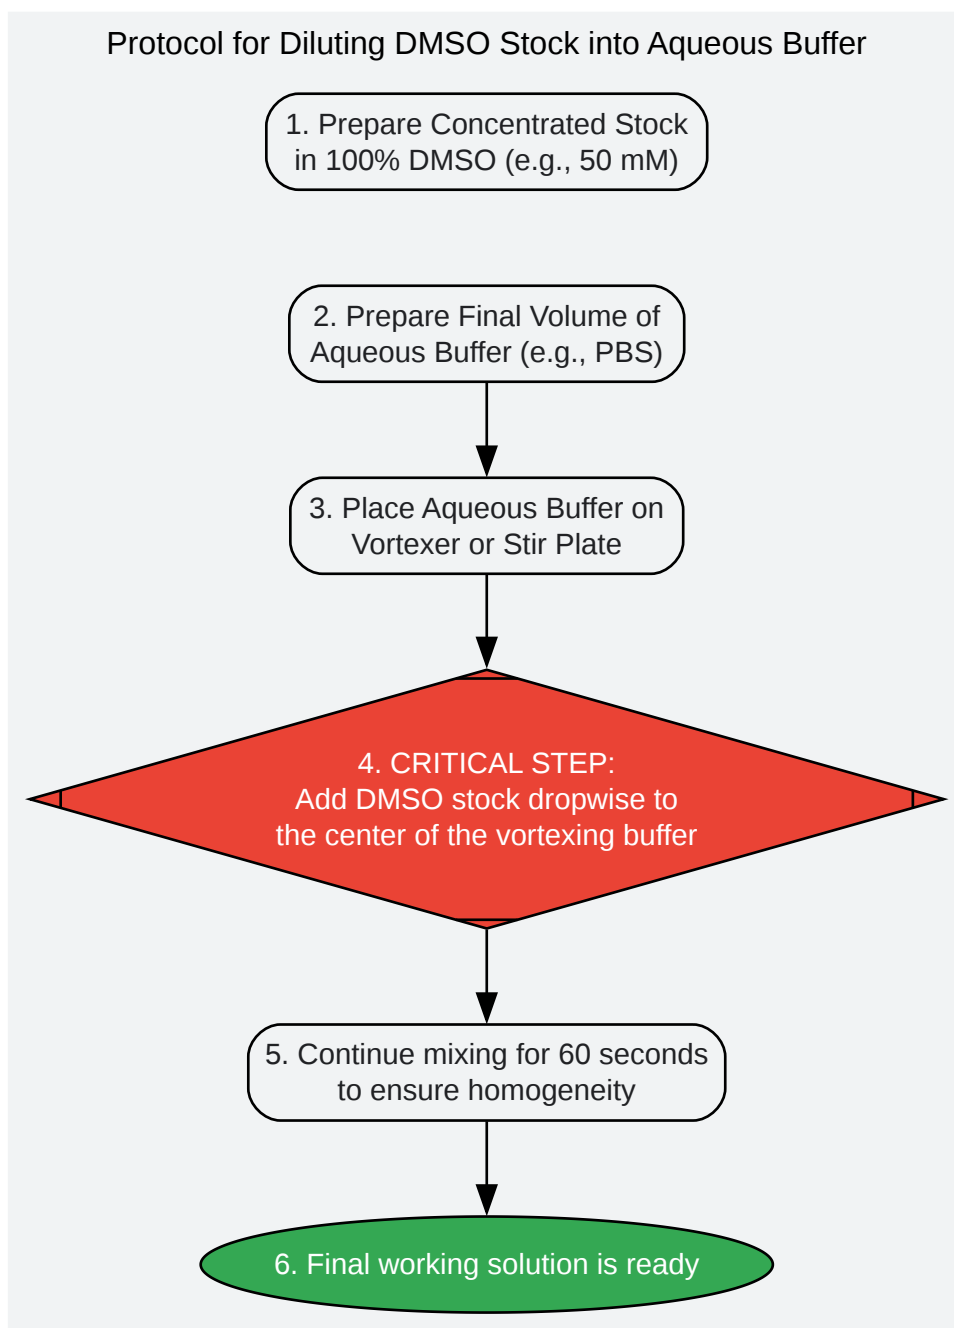 Protocol for Diluting DMSO Stock into Aqueous Buffer
1. Prepare Concentrated Stock
in 100% DMSO (e.g., 50 mM)
2. Prepare Final Volume of
Aqueous Buffer (e.g., PBS)
3. Place Aqueous Buffer on
Vortexer or Stir Plate
4. CRITICAL STEP:
Add DMSO stock dropwise to
the center of the vortexing buffer
5. Continue mixing for 60 seconds
to ensure homogeneity
6. Final working solution is ready